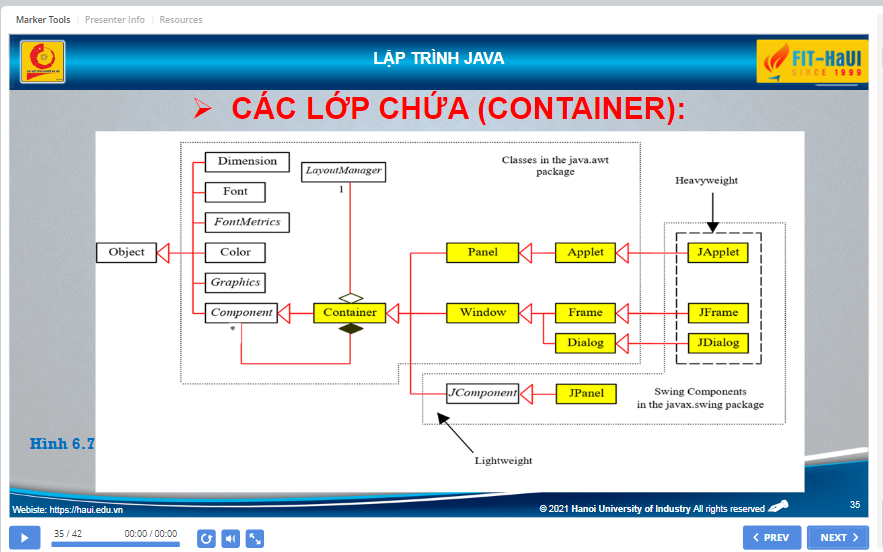 Marker Tools
Presenter Info
Resources
LẬP TRÌNH JAVA
FIT-HaUI
SINCE 1999
➢ CÁC LỚP CHỨA (CONTAINER):
Dimension
LayoutManager
Classes in the java.awt
package
1
Font
Heavyweight
FontMetrics
Object
Color
Panel
Applet
JApplet
Graphics
Component
Container
Window
Frame
JFrame
*
Dialog
JDialog
JComponent
JPanel
Swing Components
in the javax.swing package
Hình 6.7
Lightweight
Webiste: https://haui.edu.vn
© 2021 Hanoi University of Industry All rights reserved
35
35 / 42
00:00 / 00:00
PREV
NEXT